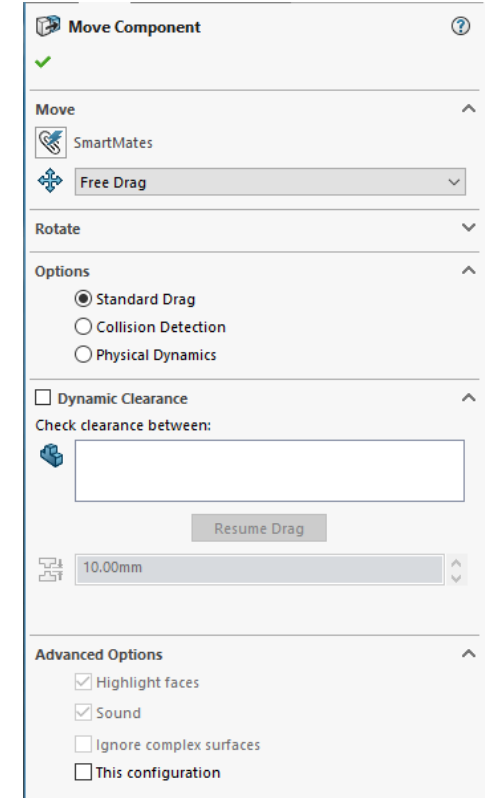 Move Component
?
Move
SmartMates
Free Drag
Rotate
Options
Standard Drag
Collision Detection
Physical Dynamics
Dynamic Clearance
Check clearance between:
Resume Drag
10.00mm
Advanced Options
Highlight faces
Sound
Ignore complex surfaces
This configuration